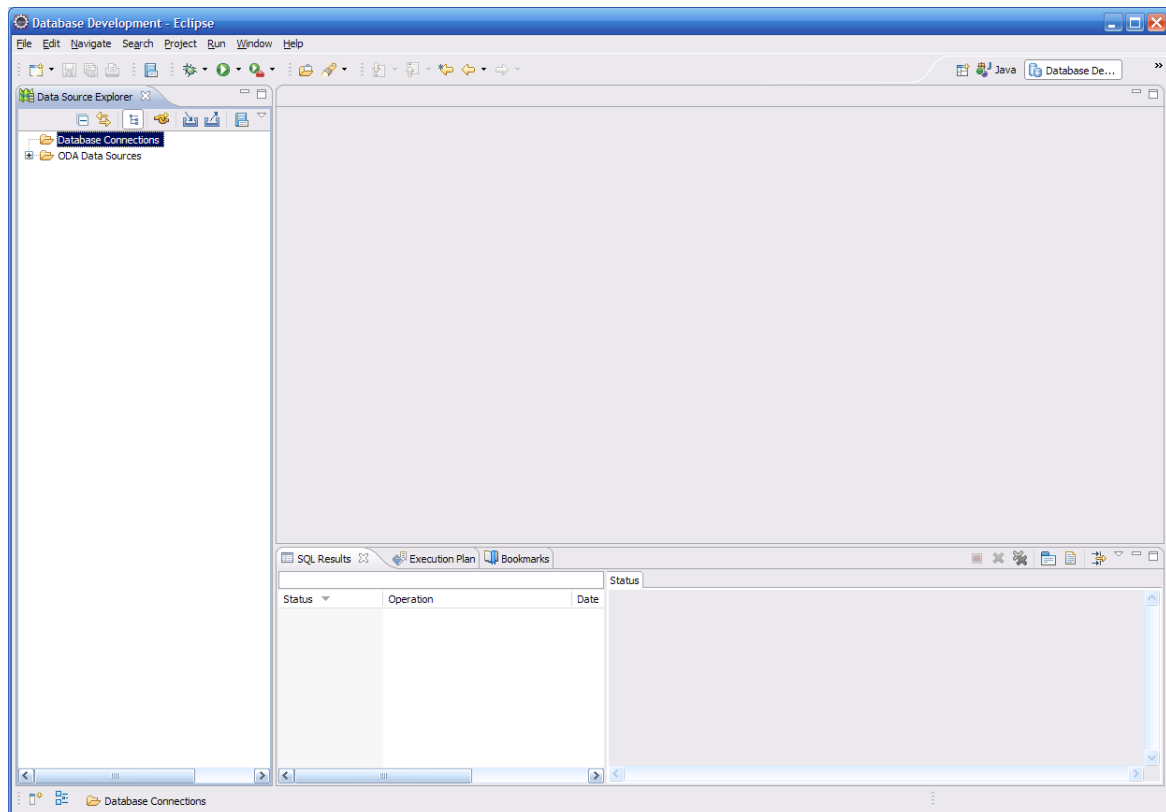 Database Development - Eclipse
File Edit Navigate Search Project Run Window Help
Java Database De... »
Data Source Explorer
Database Connections
ODA Data Sources
SQL Results Execution Plan Bookmarks
Status
Status Operation Date
Database Connections